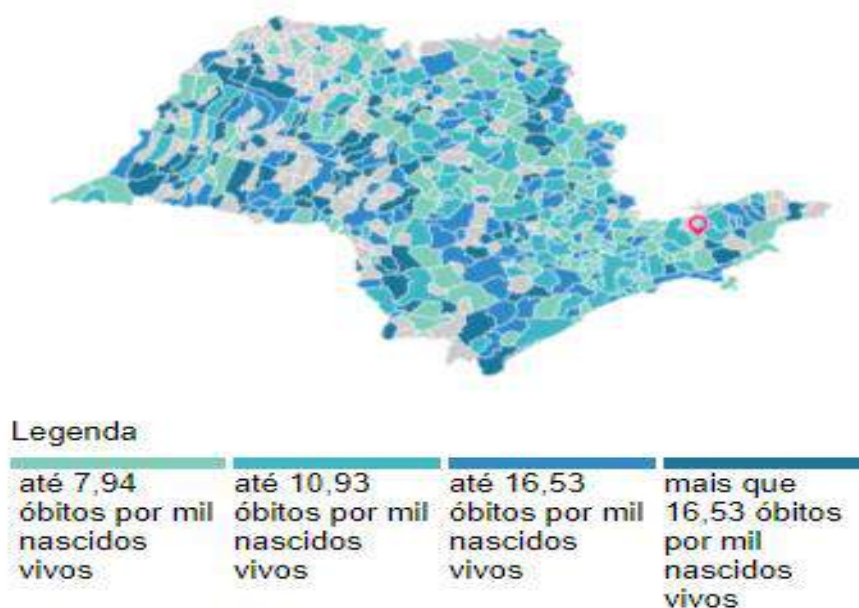 Legenda
até 7,94
óbitos por mil
nascidos
vivos
até 10,93
óbitos por mil
nascidos
vivos
até 16,53
óbitos por mil
nascidos
vivos
mais que
16,53 óbitos
por mil
nascidos
vivos